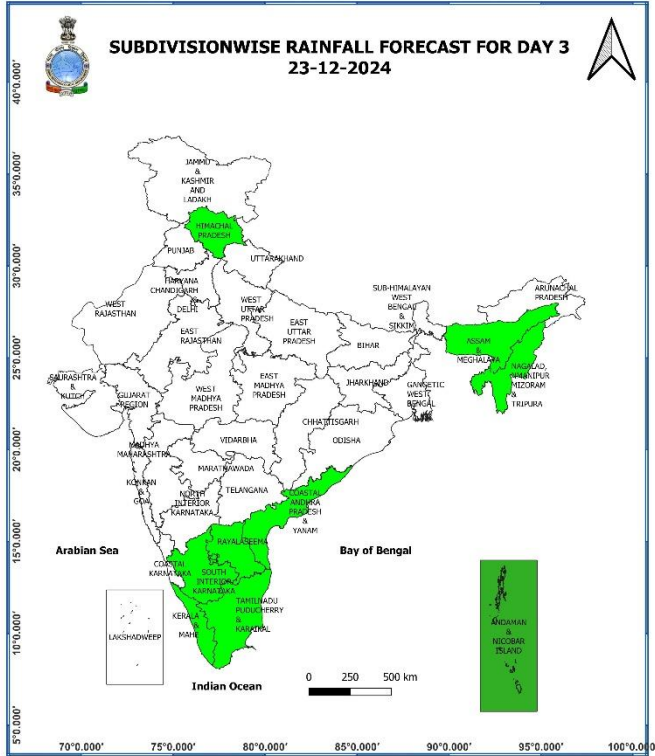 SUBDIVISIONWISE RAINFALL FORECAST FOR DAY 3
23-12-2024
40°0.000'
35°0.000'
30°0.000'
25°0.000'
20°0.000'
15°0.000'
10°0.000'
5°0.000'
JAMMU
&
KASHMIR
AND
LADAKH
HIMACHAL
PRADESH
PUNJAB
UTTARAKHAND
HARYANA
CHANDIGARH
&
DELHI
WEST
RAJASTHAN
EAST
RAJASTHAN
WEST
UTTAR
PRADESH
EAST
UTTAR
PRADESH
SUB-HIMALAYAN
WEST
BENGAL
&
SIKKIM
ARUNACHAL
PRADESH
BIHAR
ASSAM
&
MEGHALAYA
NAGALAD,
MANIPUR
MIZORAM
&
TRIPURA
SAURASHTRA
&
KUTCH
GUJARAT
REGION
WEST
MADHYA
PRADESH
EAST
MADHYA
PRADESH
JHARKHAND
GANGETIC
WEST
BENGAL
CHHATTISGARH
ODISHA
VIDARBHA
MADHYA
MAHARASHTRA
MARATHAWADA
KONKAN
&
GOA
NORTH
INTERIOR
KARNATAKA
TELANGANA
COASTAL
ANDHRA
PRADESH
&
YANAM
RAYALASEEMA
Arabian Sea
Bay of Bengal
COASTAL
KARNATAKA
SOUTH
INTERIOR
KARNATAKA
TAMILNADU
PUDUCHERRY
&
KARAIKAL
KERALA
&
MAHE
LAKSHADWEEP
ANDAMAN
&
NICOBAR
ISLAND
Indian Ocean
0 250 500 km
70°0.000' 75°0.000' 80°0.000' 85°0.000' 90°0.000' 95°0.000' 100°0.000'